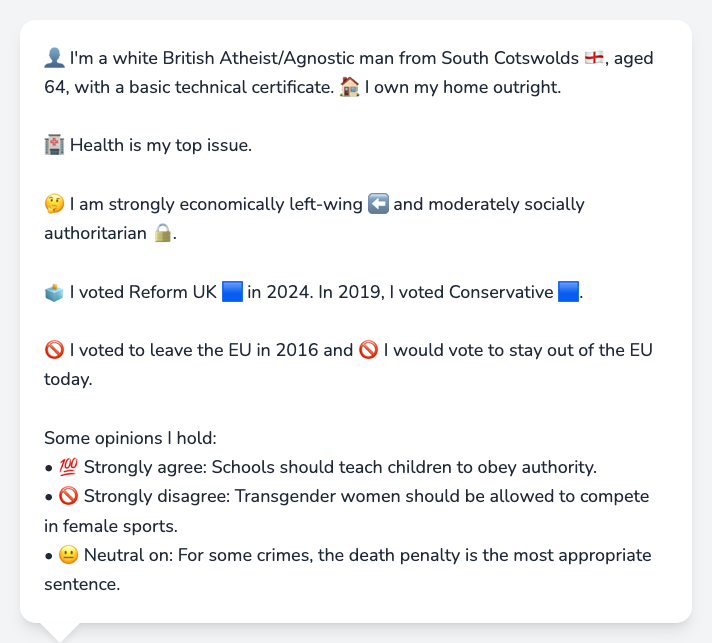 👤 I'm a white British Atheist/Agnostic man from South Cotswolds 🏴󠁧󠁢󠁥󠁮󠁧󠁿, aged
64, with a basic technical certificate. 🏠 I own my home outright.
🏥 Health is my top issue.
🤔 I am strongly economically left-wing ⬅️ and moderately socially
authoritarian 🔒.
🗳️ I voted Reform UK 🟦 in 2024. In 2019, I voted Conservative 🟦.
🚫 I voted to leave the EU in 2016 and 🚫 I would vote to stay out of the EU
today.
Some opinions I hold:
• 💯 Strongly agree: Schools should teach children to obey authority.
• 🚫 Strongly disagree: Transgender women should be allowed to compete
in female sports.
• 😐 Neutral on: For some crimes, the death penalty is the most appropriate
sentence.